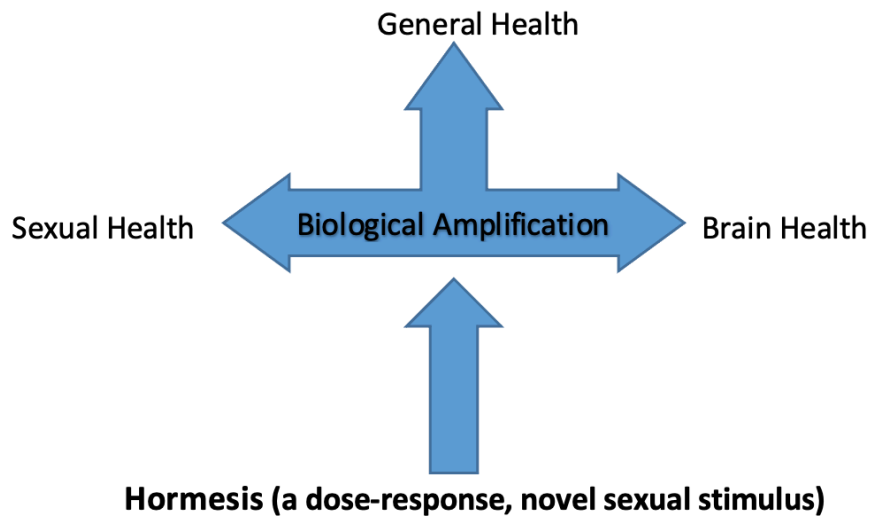 General Health
Sexual Health
Biological Amplification
Brain Health
Hormesis (a dose-response, novel sexual stimulus)